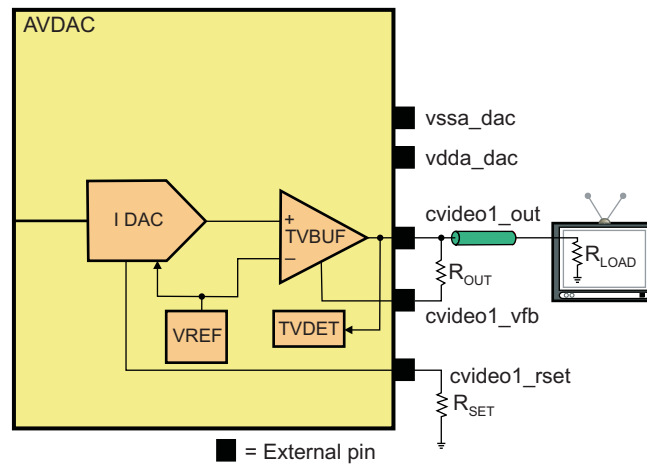 AVDAC
vssa_dac
vdda_dac
I DAC
+
TVBUF
–
cvideo1_out
ROUT
RLOAD
cvideo1_vfb
VREF
TVDET
cvideo1_rset
RSET
= External pin